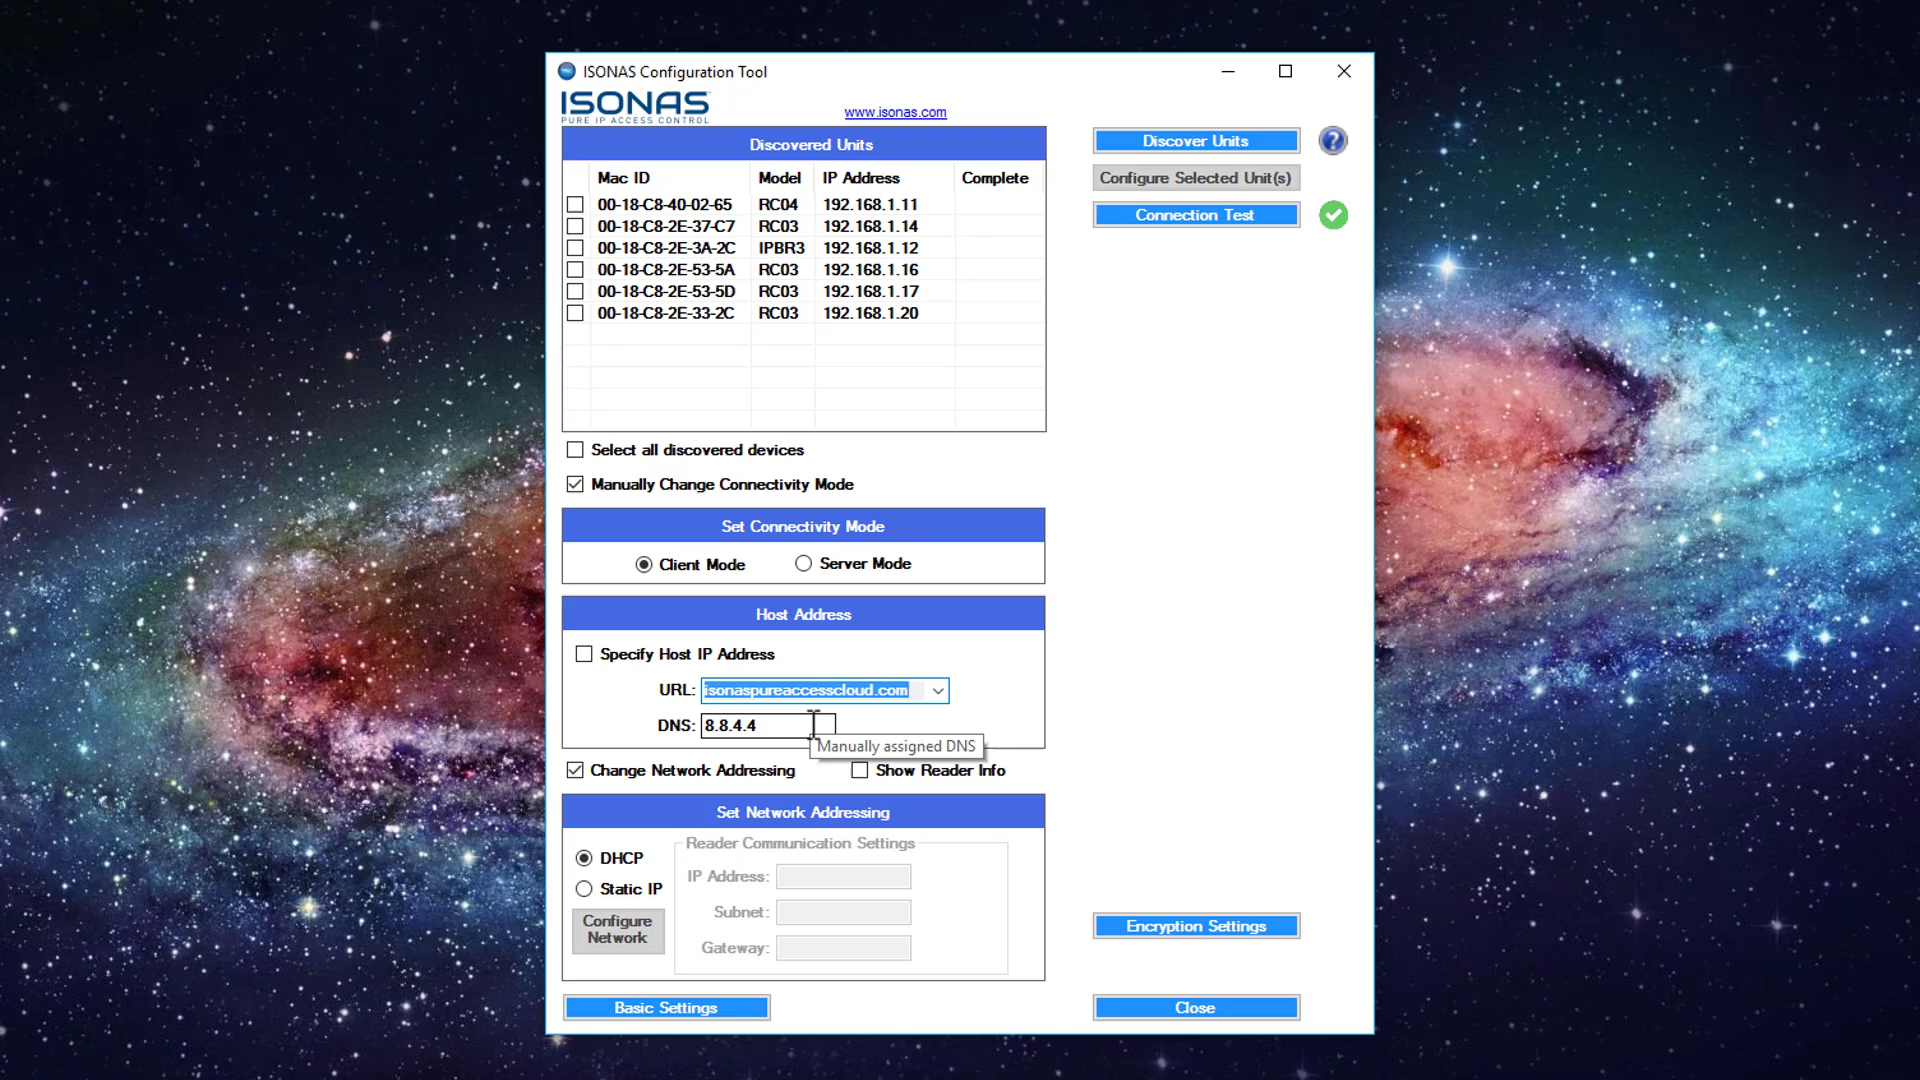 ISONAS Configuration Tool
ISONAS
PURE IP ACCESS CONTROL
www.isonas.com
Discovered Units
Mac ID Model IP Address Complete
00-18-C8-40-02-65 RC04 192.168.1.11
00-18-C8-2E-37-C7 RC03 192.168.1.14
00-18-C8-2E-3A-2C IPBR3 192.168.1.12
00-18-C8-2E-53-5A RC03 192.168.1.16
00-18-C8-2E-53-5D RC03 192.168.1.17
00-18-C8-2E-33-2C RC03 192.168.1.20
Discover Units
?
Configure Selected Unit(s)
Connection Test
Select all discovered devices
Manually Change Connectivity Mode
Set Connectivity Mode
Client Mode Server Mode
Host Address
Specify Host IP Address
URL: isonaspureaccesscloud.com
DNS: 8.8.4.4
Manually assigned DNS
Change Network Addressing Show Reader Info
Set Network Addressing
DHCP
Static IP
Configure
Network
Reader Communication Settings
IP Address:
Subnet:
Gateway:
Encryption Settings
Basic Settings
Close